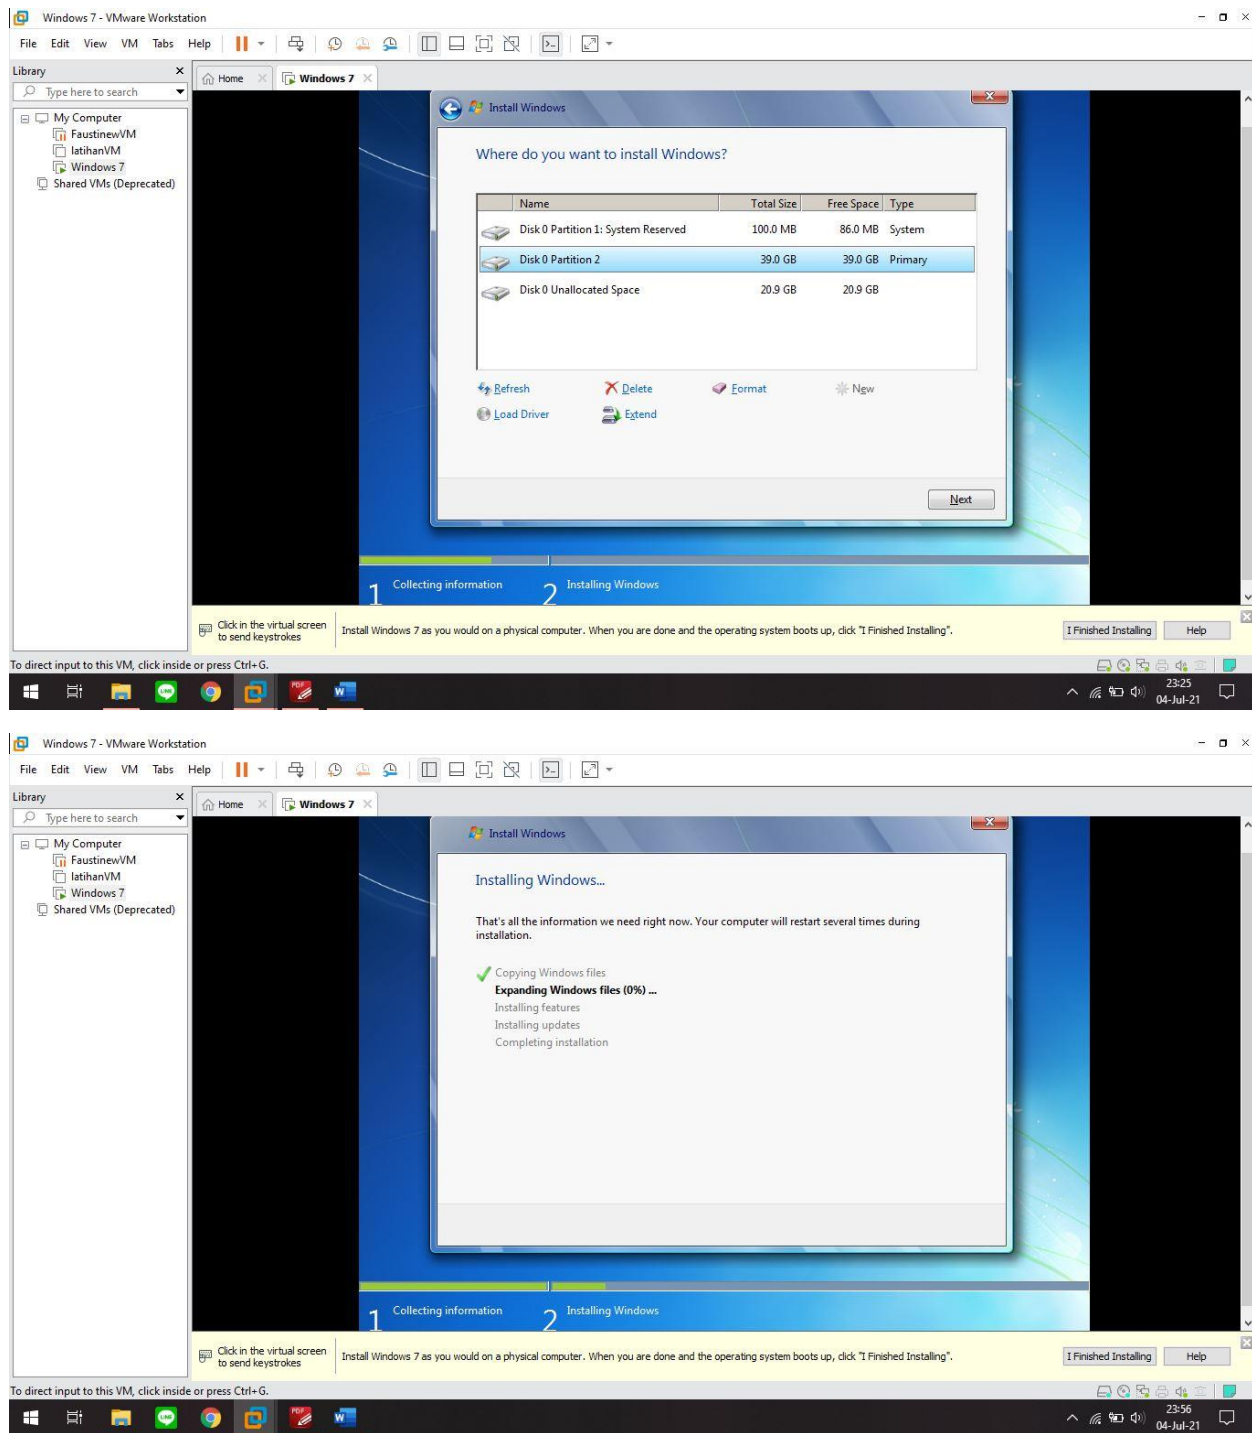 Windows 7 - VMware Workstation
File Edit View VM Tabs Help
Library
Home
Windows 7
Type here to search
My Computer
FaustinewVM
latihanVM
Windows 7
Shared VMs (Deprecated)
Install Windows
Where do you want to install Windows?
Name Total Size Free Space Type
Disk 0 Partition 1: System Reserved 100.0 MB 86.0 MB System
Disk 0 Partition 2 39.0 GB 39.0 GB Primary
Disk 0 Unallocated Space 20.9 GB 20.9 GB
Refresh Delete Format New
Load Driver Extend
Next
1 Collecting information 2 Installing Windows
Click in the virtual screen
to send keystrokes
Install Windows 7 as you would on a physical computer. When you are done and the operating system boots up, click "I Finished Installing".
I Finished Installing Help
To direct input to this VM, click inside or press Ctrl+G.
23:25
04-Jul-21
Windows 7 - VMware Workstation
File Edit View VM Tabs Help
Library
Home
Windows 7
Type here to search
My Computer
FaustinewVM
latihanVM
Windows 7
Shared VMs (Deprecated)
Install Windows
Installing Windows...
That's all the information we need right now. Your computer will restart several times during
installation.
Copying Windows files
Expanding Windows files (0%) ...
Installing features
Installing updates
Completing installation
1 Collecting information 2 Installing Windows
Click in the virtual screen
to send keystrokes
Install Windows 7 as you would on a physical computer. When you are done and the operating system boots up, click "I Finished Installing".
I Finished Installing Help
To direct input to this VM, click inside or press Ctrl+G.
23:56
04-Jul-21